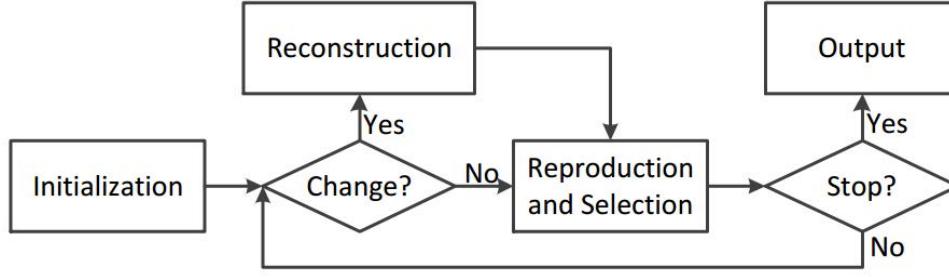 Reconstruction
Output
Yes
Yes
Initialization
Change?
No
Reproduction
and Selection
Stop?
No